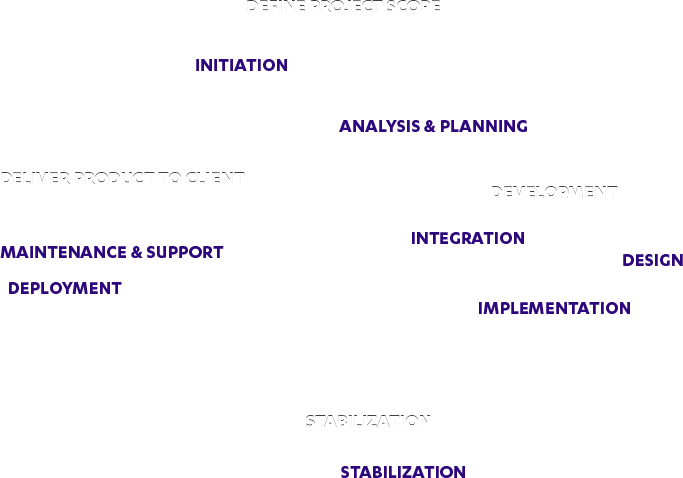 DEFINE PROJECT SCOPE
INITIATION
ANALYSIS & PLANNING
DELIVER PRODUCT TO CLIENT
DEVELOPMENT
INTEGRATION
MAINTENANCE & SUPPORT
DESIGN
DEPLOYMENT
IMPLEMENTATION
STABILIZATION
STABILIZATION